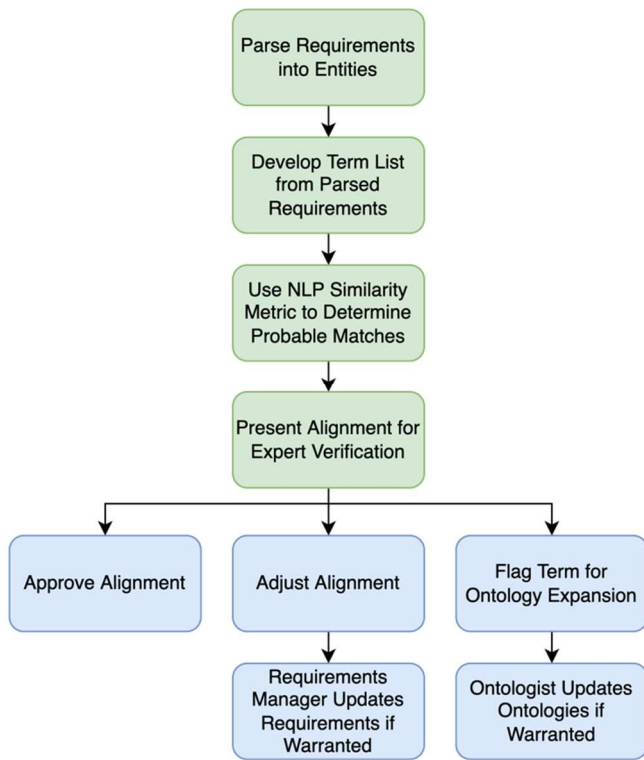 Parse Requirements
into Entities
Develop Term List
from Parsed
Requirements
Use NLP Similarity
Metric to Determine
Probable Matches
Present Alignment for
Expert Verification
Approve Alignment
Adjust Alignment
Flag Term for
Ontology Expansion
Requirements
Manager Updates
Requirements if
Warranted
Ontologist Updates
Ontologies if
Warranted